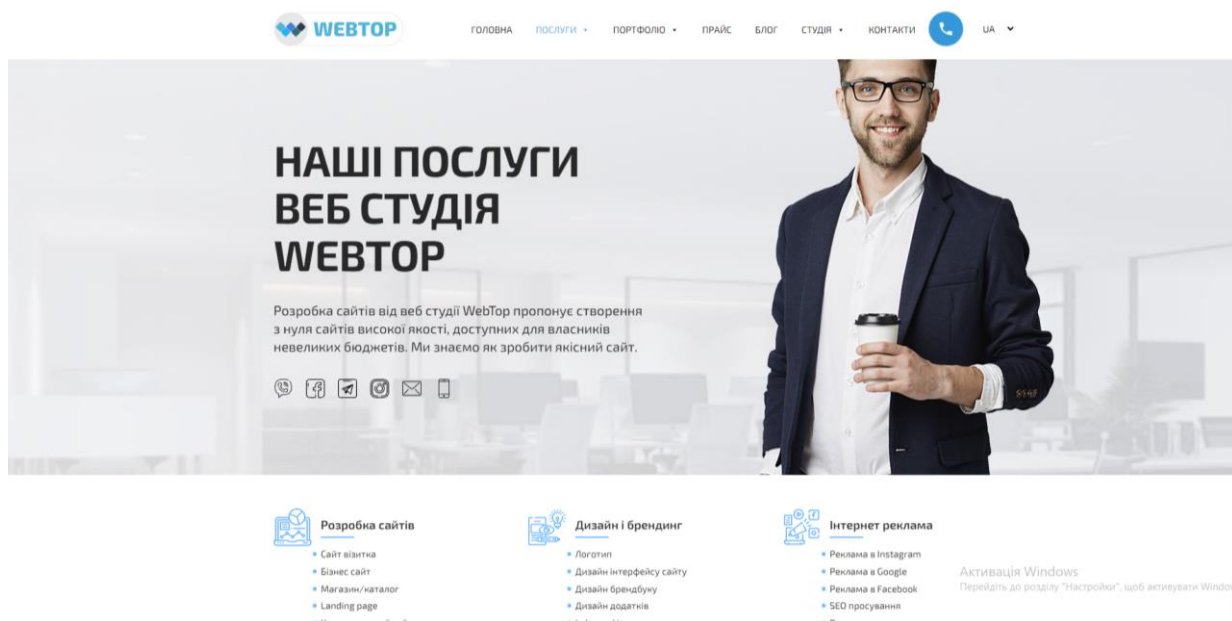 WEBTOP
ГОЛОВНА ПОСЛУГИ ПОРТФОЛІО ПРАЙС БЛОГ СТУДІЯ КОНТАКТИ UA
НАШІ ПОСЛУГИ
ВЕБ СТУДІЯ
WEBTOP
Розробка сайтів від веб студії WebTop пропонує створення
з нуля сайтів високої якості, доступних для власників
невеликих бюджетів. Ми знаємо як зробити якісний сайт.
Розробка сайтів
Сайт візитка
Бізнес сайт
Магазин/каталог
Landing page
Дизайн і брендинг
Логотип
Дизайн інтерфейсу сайту
Дизайн брендбуку
Дизайн додатків
Інтернет реклама
Реклама в Instagram
Реклама в Google
Реклама в Facebook
SEO просування
Активація Windows
Перейдіть до розділу "Настройки", щоб активувати